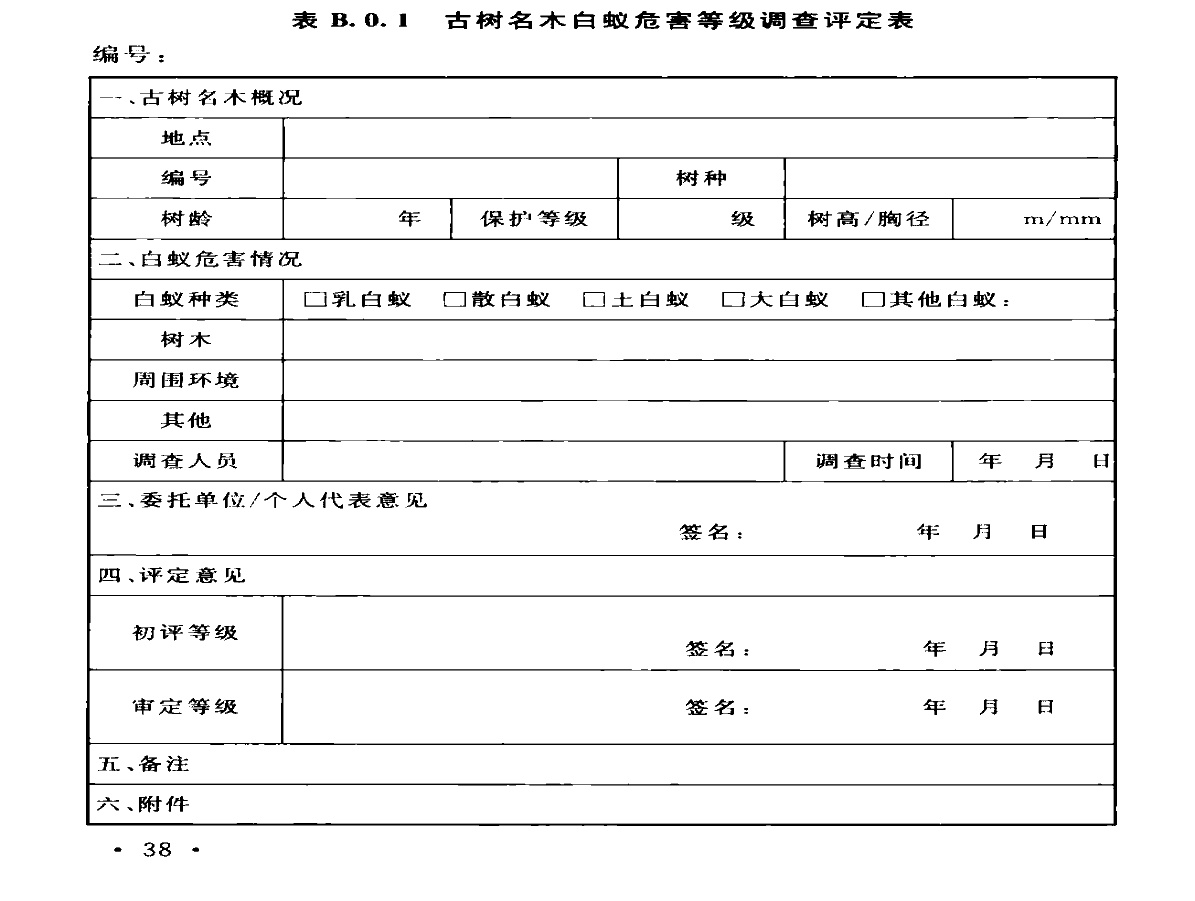 表 B.0.1 古树名木白蚁危害等级调查评定表
编号：
一、古树名木概况
地点
编号 树种
树龄 年 保护等级 级 树高/胸径 m/mm
二、白蚁危害情况
白蚁种类 □乳白蚁 □散白蚁 □土白蚁 □大白蚁 □其他白蚁：
树木
周围环境
其他
调查人员 调查时间 年 月 日
三、委托单位/个人代表意见
签名： 年 月 日
四、评定意见
初评等级
签名： 年 月 日
审定等级 签名： 年 月 日
五、备注
六、附件
· 38 ·